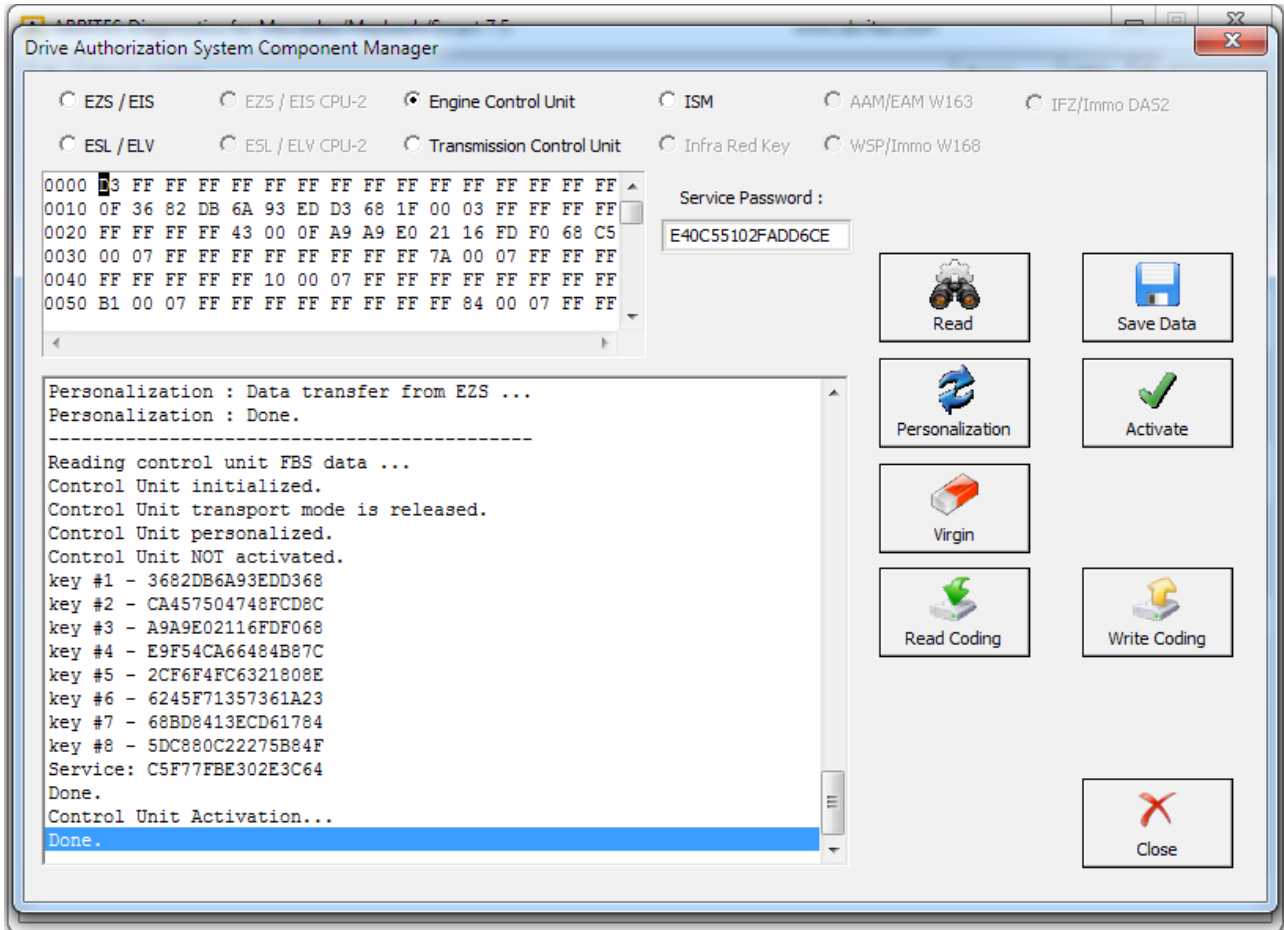 Drive Authorization System Component Manager
EZS / EIS EZS / EIS CPU-2 Engine Control Unit ISM AAM/EAM W163 IFZ/Immo DAS2
ESL / ELV ESL / ELV CPU-2 Transmission Control Unit Infra Red Key WSP/Immo W168
0000 D3 FF FF FF FF FF FF FF FF FF FF FF FF FF FF FF
0010 0F 36 82 DB 6A 93 ED D3 68 1F 00 03 FF FF FF FF
0020 FF FF FF FF 43 00 0F A9 A9 E0 21 16 FD F0 68 C5
0030 00 07 FF FF FF FF FF FF FF FF FF 7A 00 07 FF FF FF
0040 FF FF FF FF FF 10 00 07 FF FF FF FF FF FF FF FF
0050 B1 00 07 FF FF FF FF FF FF FF FF 84 00 07 FF FF
Service Password :
E40C55102FADD6CE
Read
Save Data
Personalization : Data transfer from EZS ...
Personalization : Done.
--------------------------------------------
Reading control unit FBS data ...
Control Unit initialized.
Control Unit transport mode is released.
Control Unit personalized.
Control Unit NOT activated.
key #1 - 3682DB6A93EDD368
key #2 - CA457504748FCD8C
key #3 - A9A9E02116FDF068
key #4 - E9F54CA66484B87C
key #5 - 2CF6F4FC6321808E
key #6 - 6245F71357361A23
key #7 - 68BD8413ECD61784
key #8 - 5DC880C22275B84F
Service: C5F77FBE302E3C64
Done.
Control Unit Activation...
Done.
Personalization
Activate
Virgin
Read Coding
Write Coding
Close